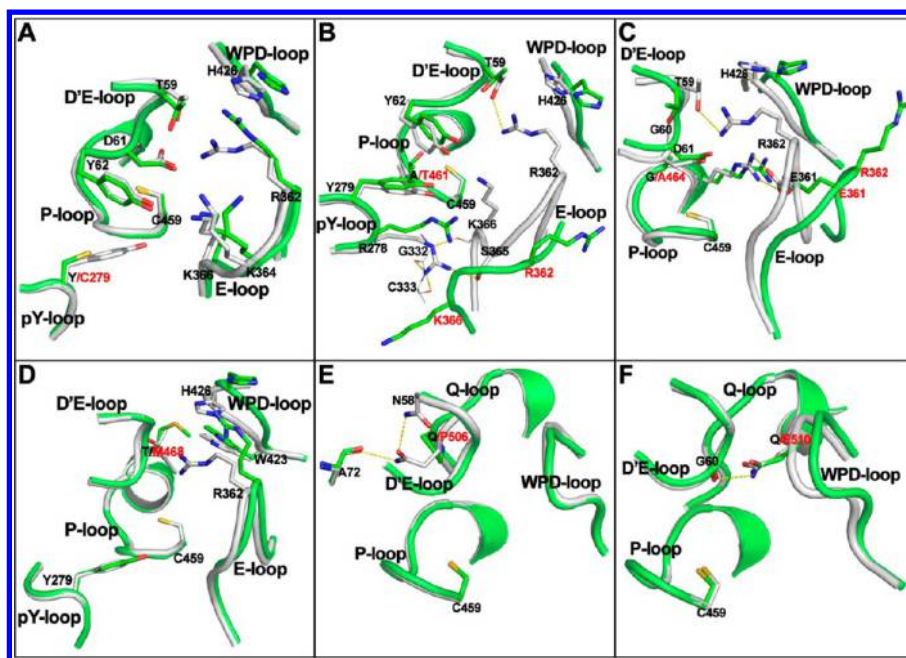 A
WPD-loop
H426
T59
D'E-loop
D61
Y62
R362
P-loop
C459
K366
K364
Y/C279
E-loop
pY-loop
B
WPD-loop
T59
D'E-loop
H426
Y62
P-loop
R362
A/T461
Y279
C459
K366
E-loop
pY-loop
R278
G332
S365
R362
C333
K366
C
D'E-loop
H426
T59
WPD-loop
G60
R362
D61
E361
R362
G/A464
E361
P-loop
C459
E-loop
D
H426
D'E-loop
WPD-loop
W423
R362
P-loop
C459
E-loop
Y279
pY-loop
E
Q-loop
N58
Q/P506
A72
D'E-loop
WPD-loop
P-loop
C459
F
Q-loop
G60
Q/E510
D'E-loop
WPD-loop
P-loop
C459